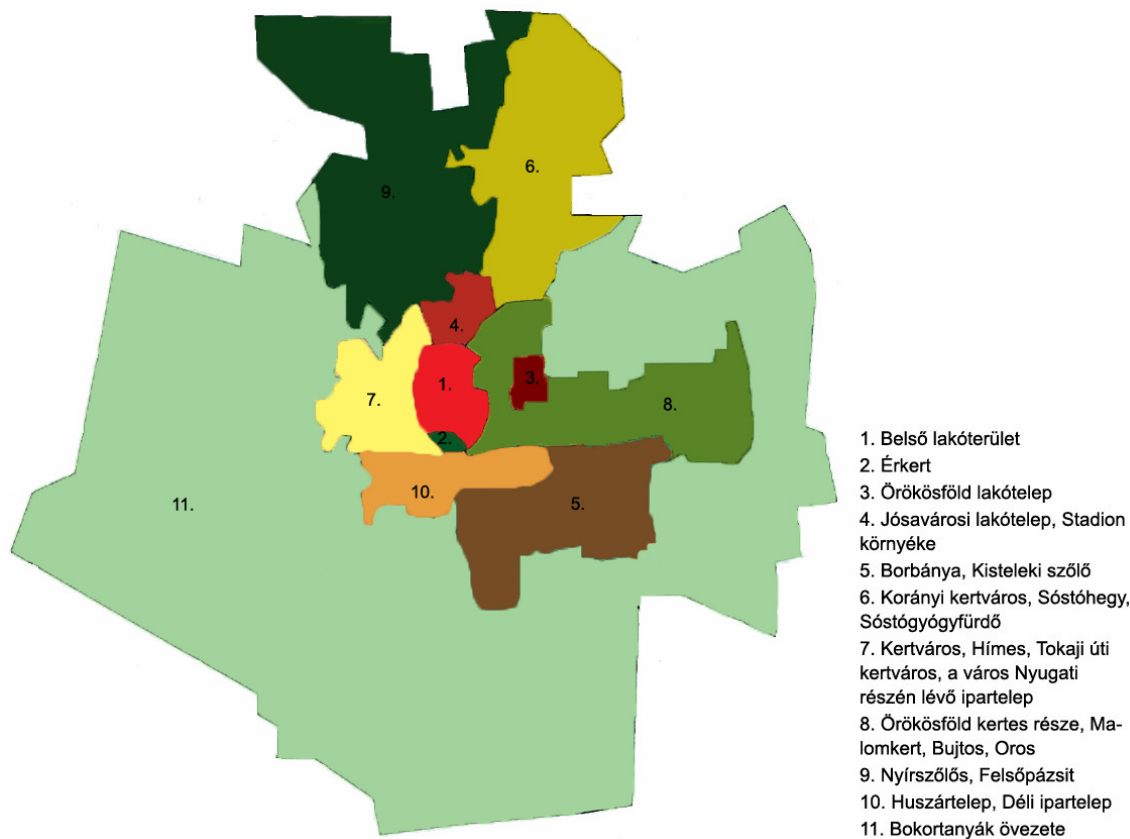 9.
6.
4.
1.
3.
7.
8.
2.
10.
5.
11.
1. Belső lakóterület
2. Érkert
3. Örökösföld lakótelep
4. Jósavárosi lakótelep, Stadion
környéke
5. Borbánya, Kisteleki szőlő
6. Korányi kertváros, Sóstóhegy,
Sóstógyógyfürdő
7. Kertváros, Hímes, Tokaji úti
kertváros, a város Nyugati
részén lévő ipartelep
8. Örökösföld kertes része, Ma-
lomkert, Bujtos, Oros
9. Nyírszőlős, Felsőpázsit
10. Huszártelep, Déli ipartelep
11. Bokortanyák övezete